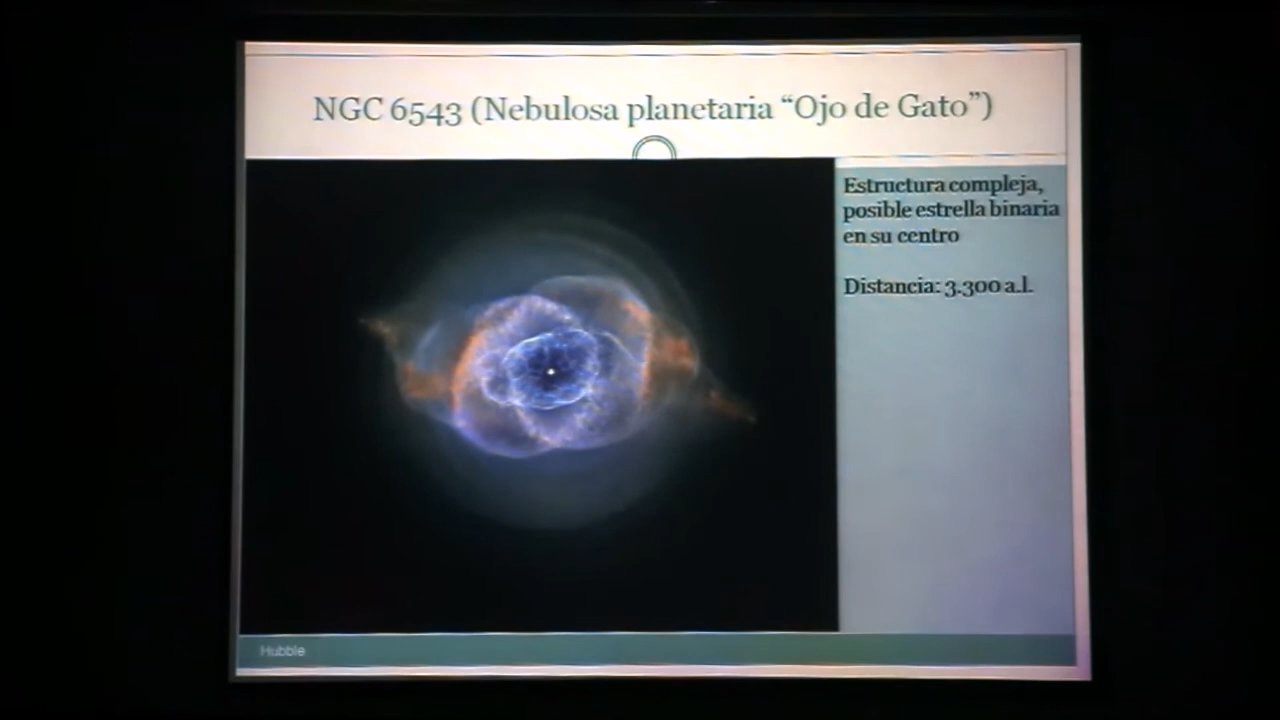 NGC 6543 (Nebulosa planetaria “Ojo de Gato”)
Estructura compleja,
posible estrella binaria
en su centro
Distancia: 3.300 a.l.
Hubble